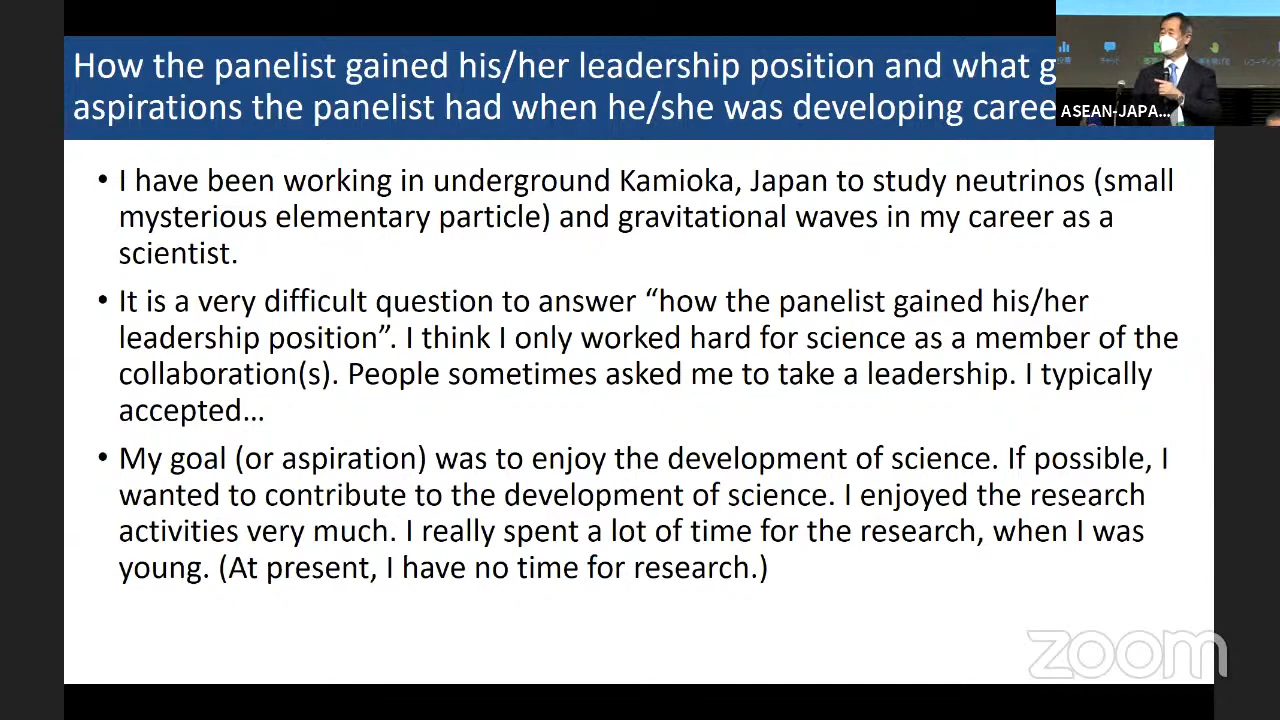 How the panelist gained his/her leadership position and what g
aspirations the panelist had when he/she was developing caree
ASEAN-JAPA...
• I have been working in underground Kamioka, Japan to study neutrinos (small
mysterious elementary particle) and gravitational waves in my career as a
scientist.
• It is a very difficult question to answer “how the panelist gained his/her
leadership position”. I think I only worked hard for science as a member of the
collaboration(s). People sometimes asked me to take a leadership. I typically
accepted…
• My goal (or aspiration) was to enjoy the development of science. If possible, I
wanted to contribute to the development of science. I enjoyed the research
activities very much. I really spent a lot of time for the research, when I was
young. (At present, I have no time for research.)
zoom